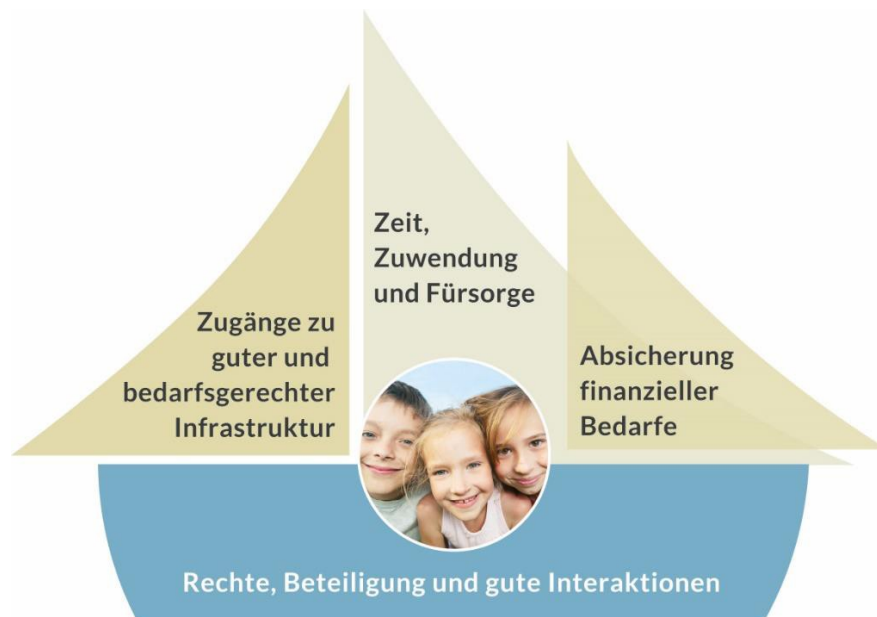 Zeit,
Zuwendung
und Fürsorge
Zugänge zu
guter und
bedarfsgerechter
Infrastruktur
Absicherung
finanzieller
Bedarfe
Rechte, Beteiligung und gute Interaktionen